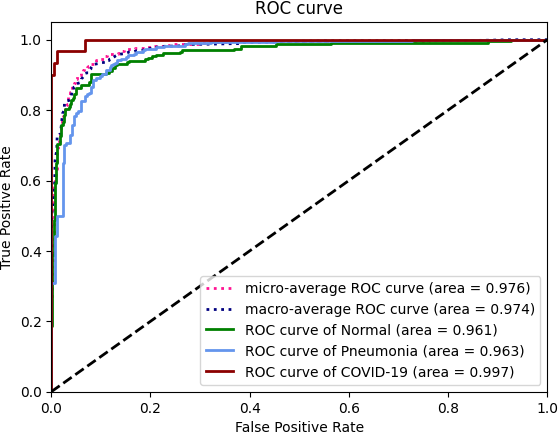 ROC curve
1.0
0.8
0.6
0.4
0.2
0.0
True Positive Rate
micro-average ROC curve (area = 0.976)
macro-average ROC curve (area = 0.974)
ROC curve of Normal (area = 0.961)
ROC curve of Pneumonia (area = 0.963)
ROC curve of COVID-19 (area = 0.997)
0.0 0.2 0.4 0.6 0.8 1.0
False Positive Rate